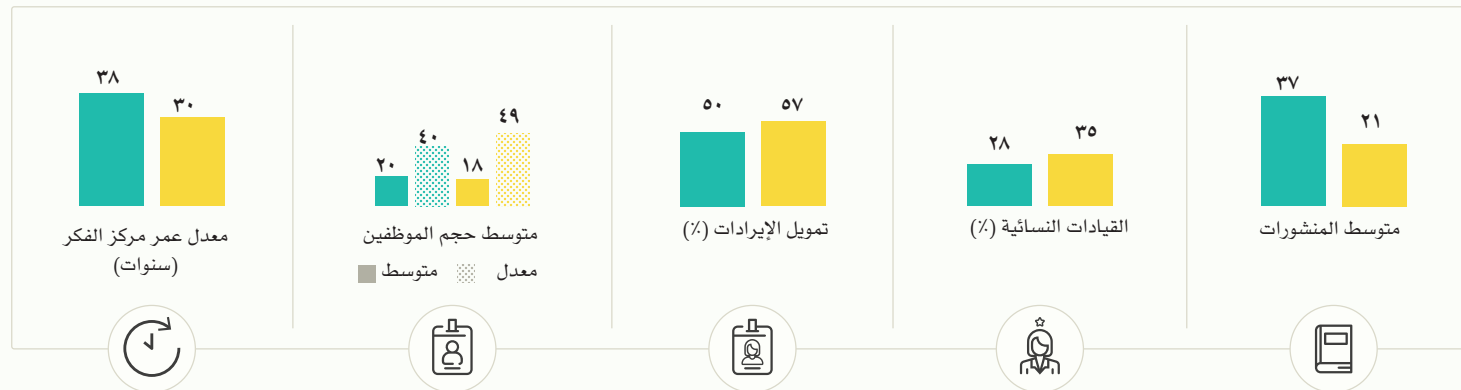 ٣٧
٢١
متوسط المنشورات
٢٨
٣٥
القيادات النسائية (٪)
٥٠
٥٧
تمويل الإيرادات (٪)
٢٠
٤٠
١٨
٤٩
متوسط حجم الموظفين
معدل
متوسط
٣٨
٣٠
معدل عمر مركز الفكر
(سنوات)